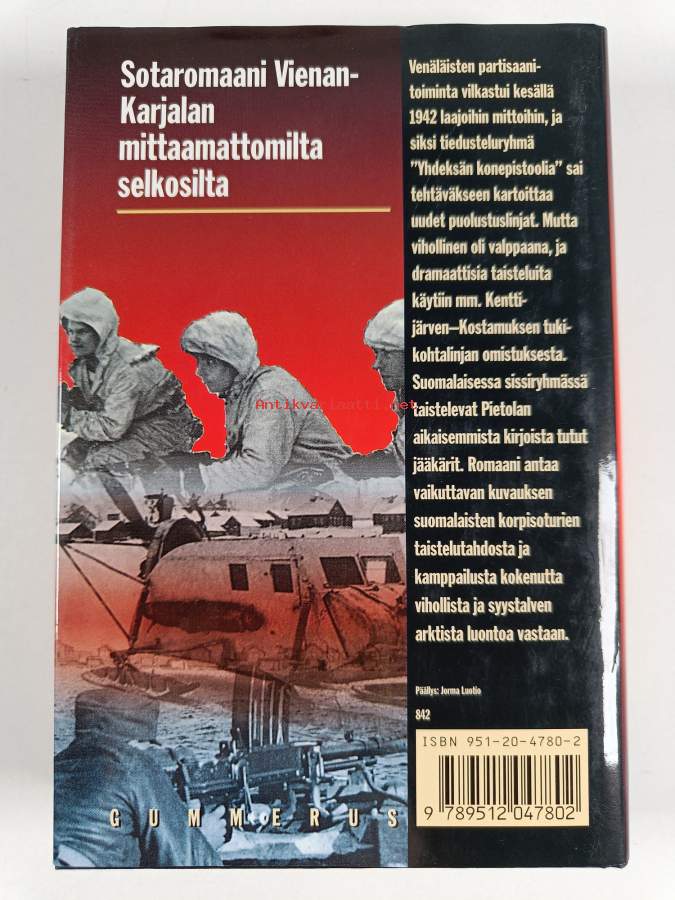 Sotaromaani Vienan-
Karjalan
mittaamattomilta
selkosilta
Venäläisten partisaani-
toiminta vilkastui kesällä
1942 laajoihin mittoihin, ja
siksi tiedusteluryhmä
”Yhdeksän konepistoolia” sai
tehtäväkseen kartoittaa
uudet puolustuslinjat. Mutta
vihollinen oli valppaana, ja
dramaattisia taisteluita
käytiin mm. Kentti-
järven–Kostamuksen tuki-
kohtalinjan omistuksesta.
Suomalaisessa sissiryhmässä
taistelevat Pietolan
aikaisemmista kirjoista tutut
jääkärit. Romaani antaa
vaikuttavan kuvauksen
suomalaisten korpisoturien
taistelutahdosta ja
kamppailusta kokenutta
vihollista ja syystalven
arktista luontoa vastaan.
Antikvariaatti.net
Päällys: Jorma Luotio
842
ISBN 951-20-4780-2
9 789512 047802
GUMMERUS